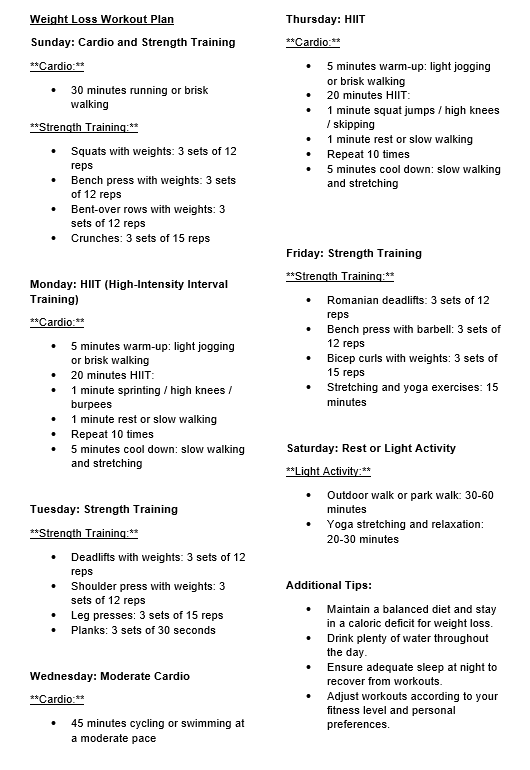 Weight Loss Workout Plan
Sunday: Cardio and Strength Training
**Cardio:**
• 30 minutes running or brisk
walking
**Strength Training:**
• Squats with weights: 3 sets of 12
reps
• Bench press with weights: 3 sets
of 12 reps
• Bent-over rows with weights: 3
sets of 12 reps
• Crunches: 3 sets of 15 reps
Monday: HIIT (High-Intensity Interval
Training)
**Cardio:**
• 5 minutes warm-up: light jogging
or brisk walking
• 20 minutes HIIT:
• 1 minute sprinting / high knees /
burpees
• 1 minute rest or slow walking
• Repeat 10 times
• 5 minutes cool down: slow walking
and stretching
Tuesday: Strength Training
**Strength Training:**
• Deadlifts with weights: 3 sets of 12
reps
• Shoulder press with weights: 3
sets of 12 reps
• Leg presses: 3 sets of 15 reps
• Planks: 3 sets of 30 seconds
Wednesday: Moderate Cardio
**Cardio:**
• 45 minutes cycling or swimming at
a moderate pace
Thursday: HIIT
**Cardio:**
• 5 minutes warm-up: light jogging
or brisk walking
• 20 minutes HIIT:
• 1 minute squat jumps / high knees
/ skipping
• 1 minute rest or slow walking
• Repeat 10 times
• 5 minutes cool down: slow walking
and stretching
Friday: Strength Training
**Strength Training:**
• Romanian deadlifts: 3 sets of 12
reps
• Bench press with barbell: 3 sets of
12 reps
• Bicep curls with weights: 3 sets of
15 reps
• Stretching and yoga exercises: 15
minutes
Saturday: Rest or Light Activity
**Light Activity:**
• Outdoor walk or park walk: 30-60
minutes
• Yoga stretching and relaxation:
20-30 minutes
Additional Tips:
• Maintain a balanced diet and stay
in a caloric deficit for weight loss.
• Drink plenty of water throughout
the day.
• Ensure adequate sleep at night to
recover from workouts.
• Adjust workouts according to your
fitness level and personal
preferences.